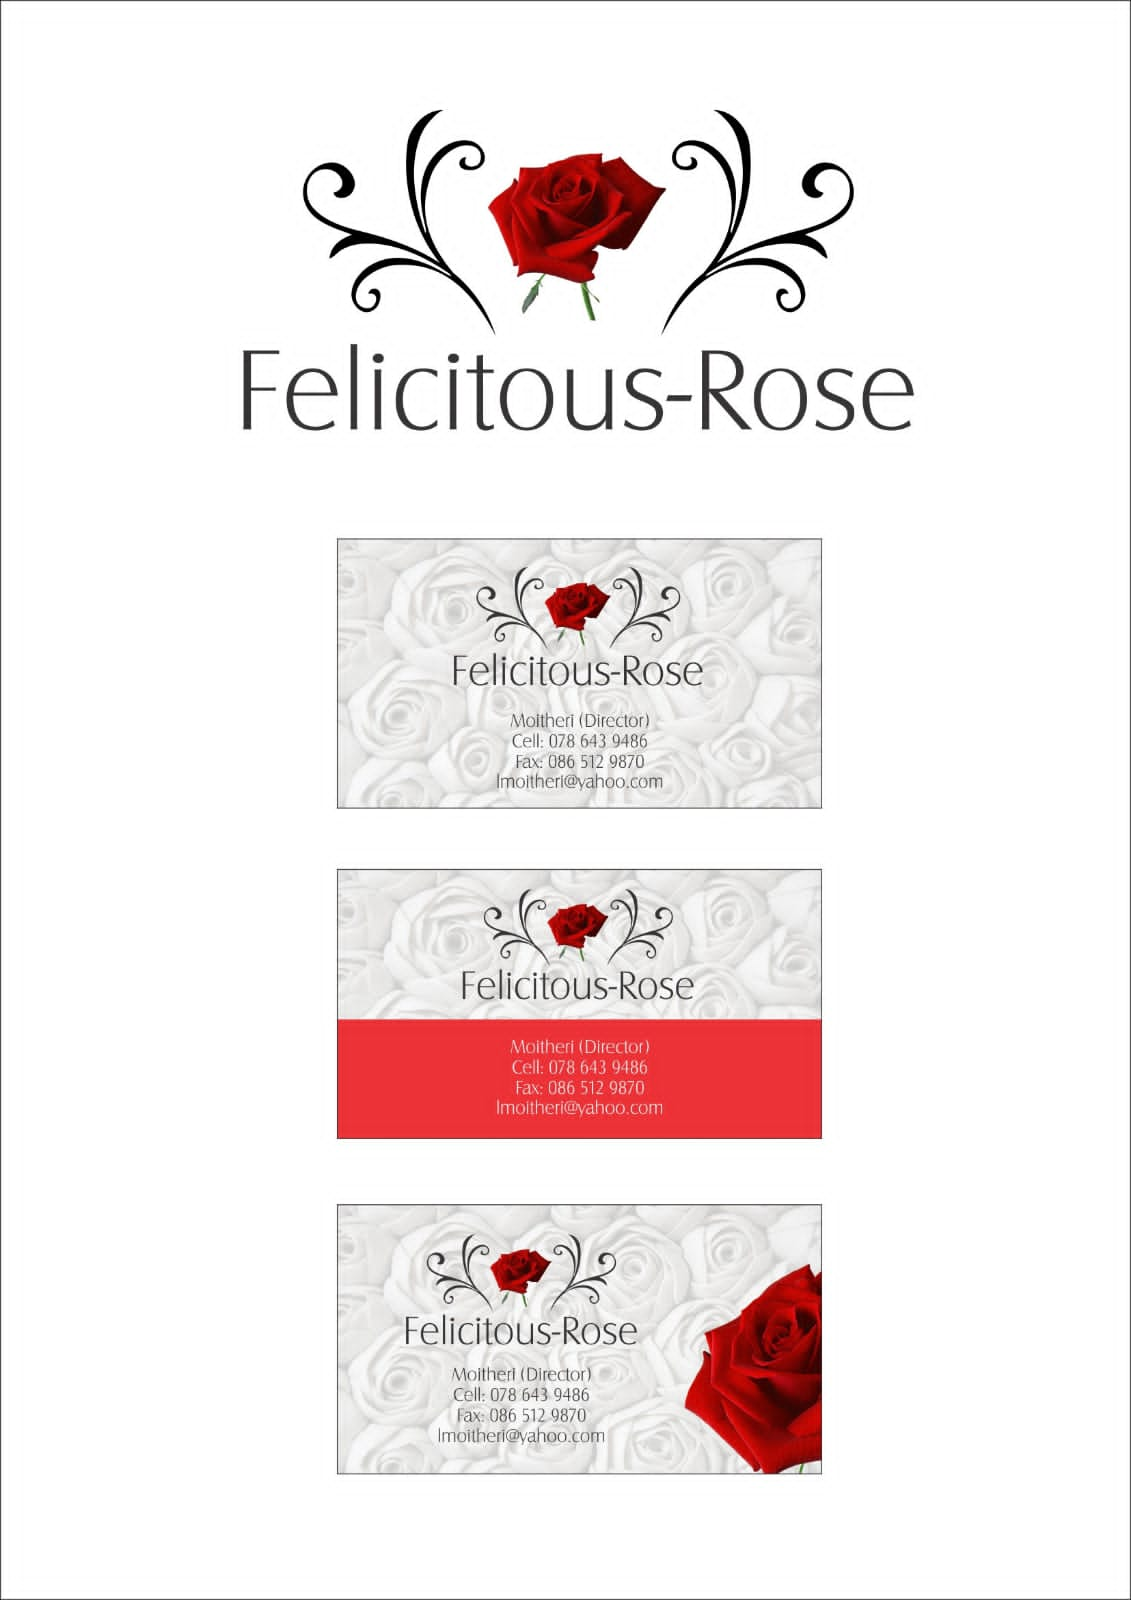 Felicitous-Rose
Felicitous-Rose
Moitheri (Director)
Cell: 078 643 9486
Fax: 086 512 9870
lmoitheri@yahoo.com
Felicitous-Rose
Moitheri (Director)
Cell: 078 643 9486
Fax: 086 512 9870
lmoitheri@yahoo.com
Felicitous-Rose
Moitheri (Director)
Cell: 078 643 9486
Fax: 086 512 9870
lmoitheri@yahoo.com